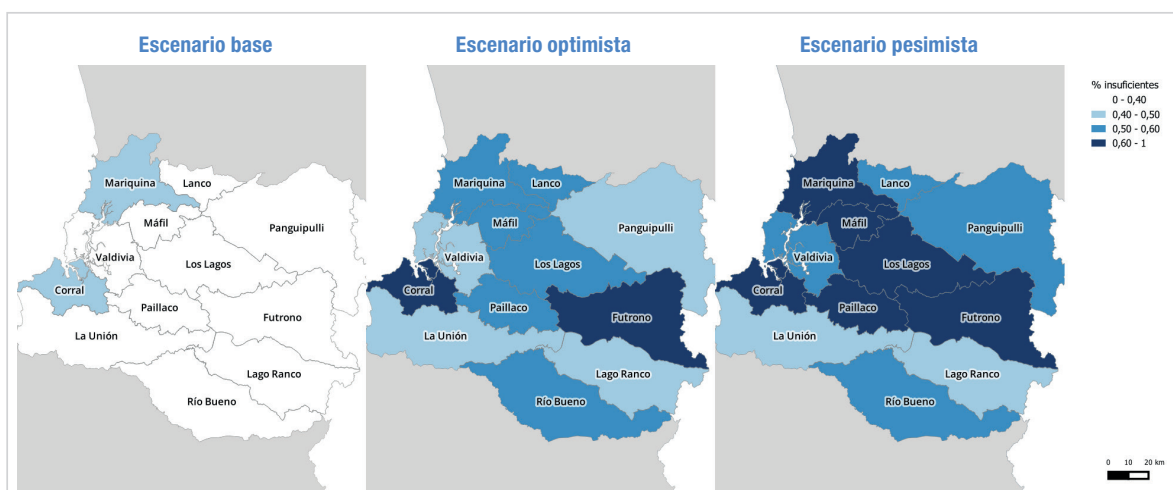 Escenario base
Escenario optimista
Escenario pesimista
% insuficientes
0 - 0,40
0,40 - 0,50
0,50 - 0,60
0,60 - 1
Mariquina
Lanco
Máfil
Panguipulli
Valdivia
Los Lagos
Corral
Paillaco
Futrono
La Unión
Lago Ranco
Río Bueno
Mariquina
Lanco
Máfil
Panguipulli
Valdivia
Los Lagos
Corral
Paillaco
Futrono
La Unión
Lago Ranco
Río Bueno
Mariquina
Lanco
Máfil
Panguipulli
Valdivia
Los Lagos
Corral
Paillaco
Futrono
La Unión
Lago Ranco
Río Bueno
0 10 20 km